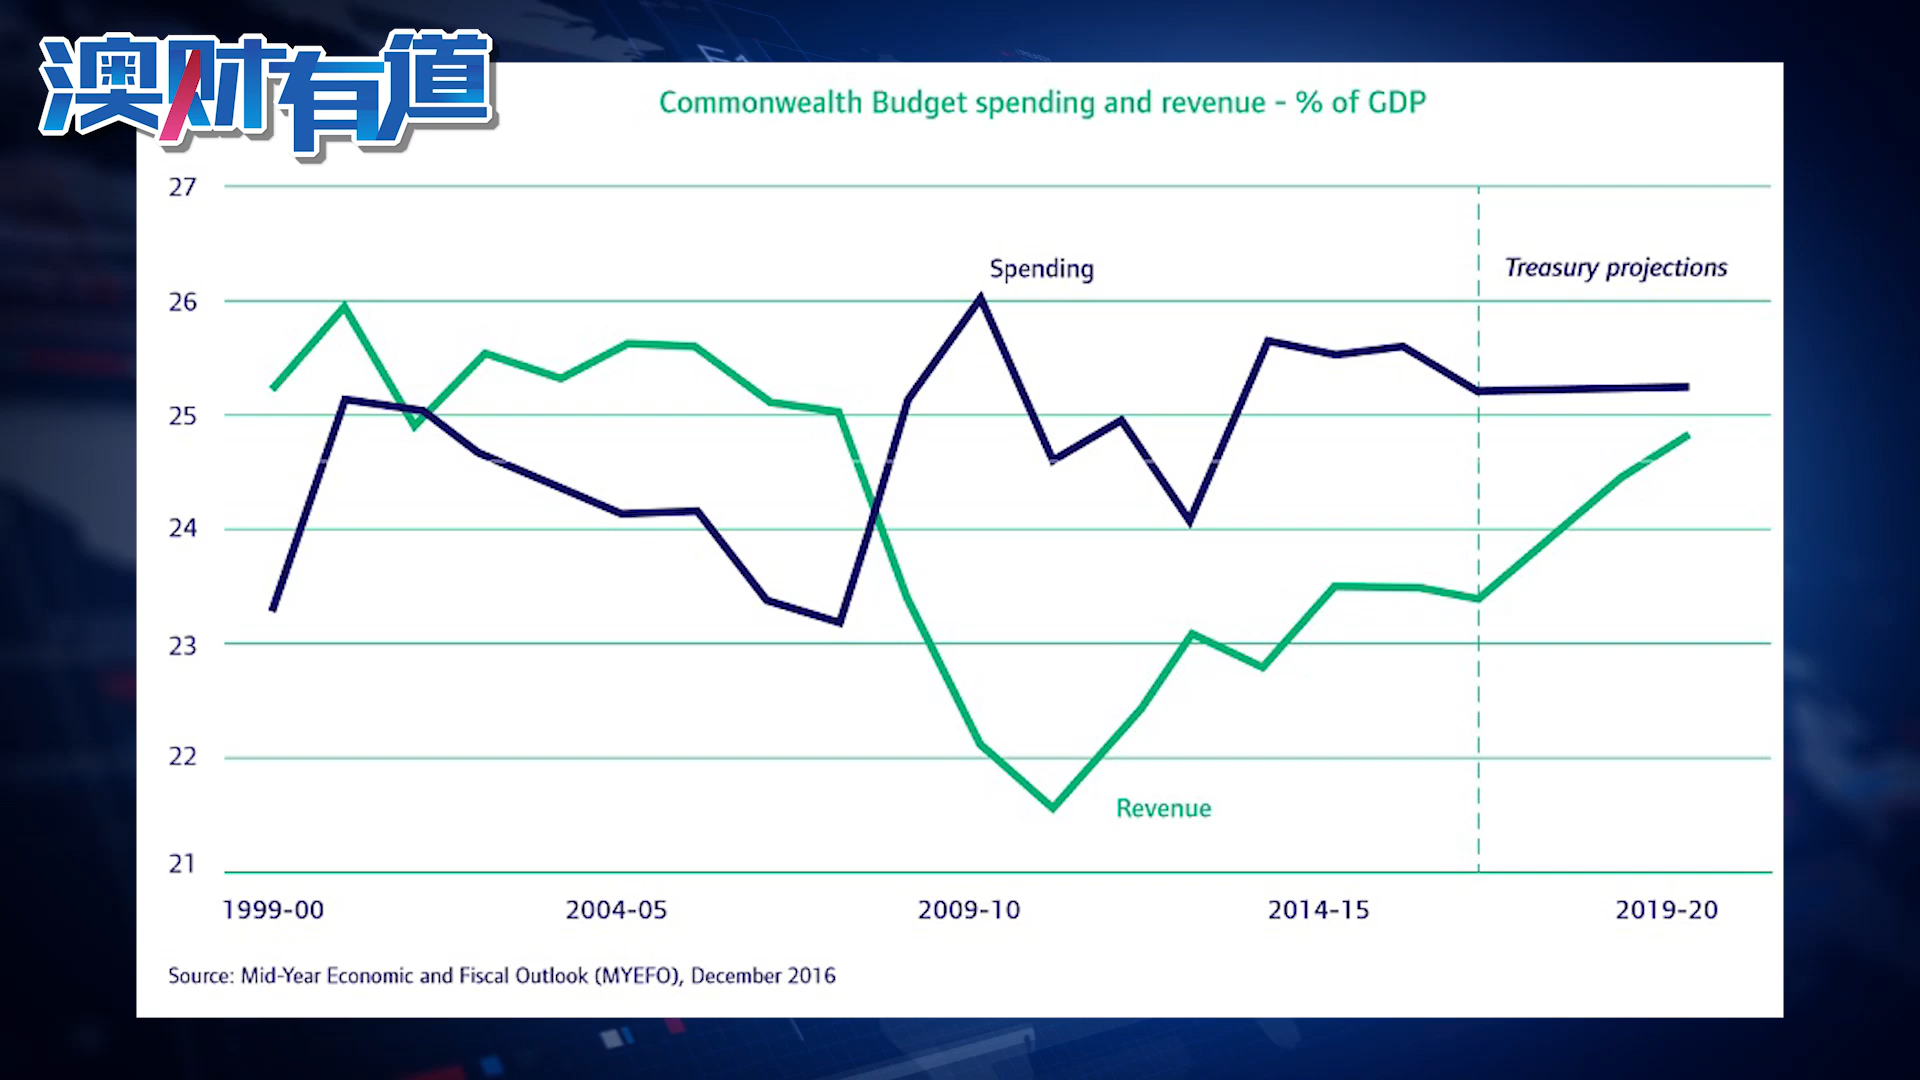 澳财有道
Commonwealth Budget spending and revenue - % of GDP
27
Spending
Treasury projections
26
25
24
23
22
Revenue
21
1999-00 2004-05 2009-10 2014-15 2019-20
Source: Mid-Year Economic and Fiscal Outlook (MYEFO), December 2016